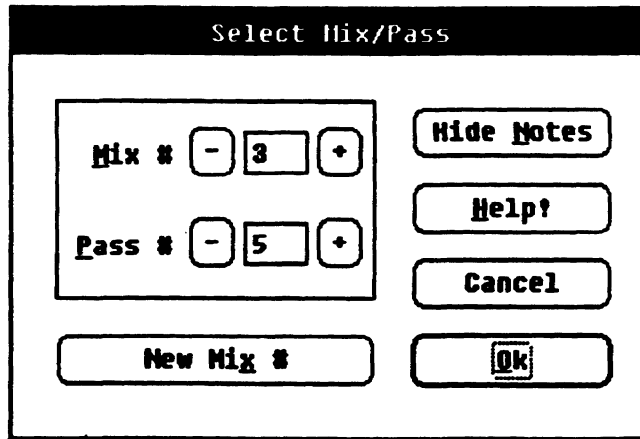 Select Mix/Pass
Mix # - 3 +
Pass # - 5 +
New Mix #
Hide Notes
Help!
Cancel
Ok